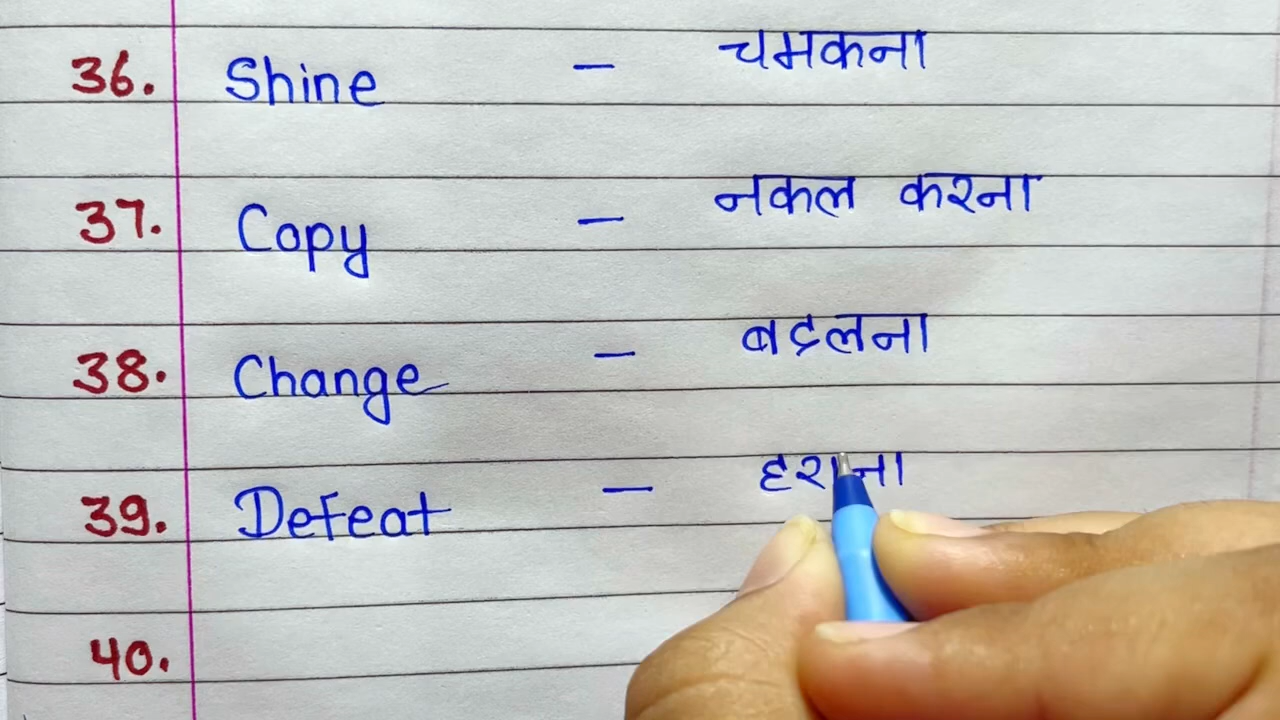 36. Shine - चमकना
37. Copy - नकल करना
38. Change - बदलना
39. Defeat - हराना
40.